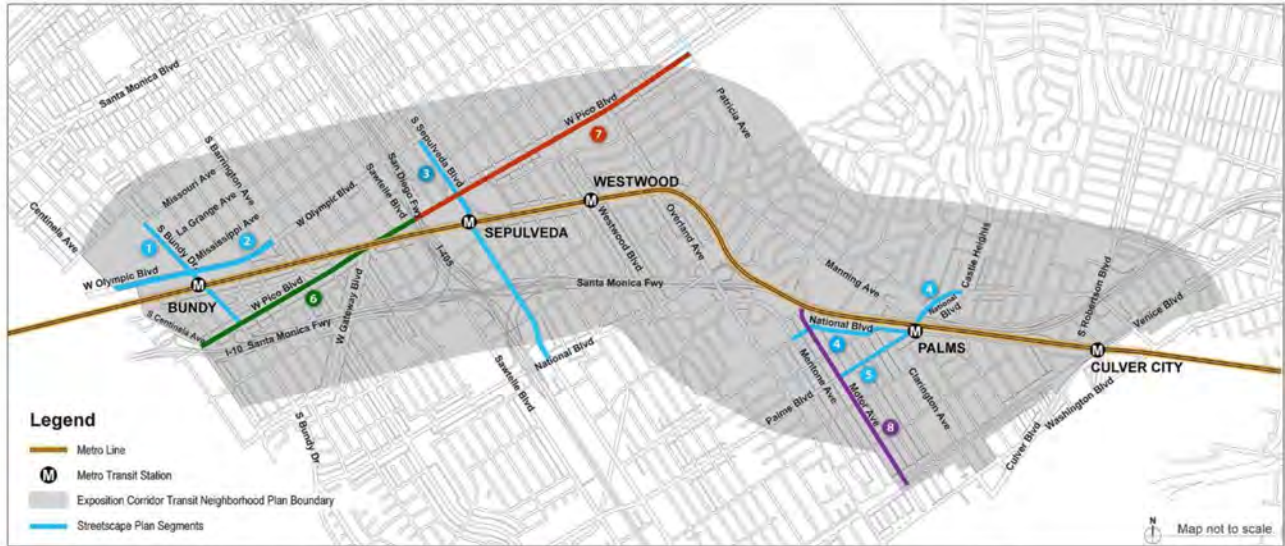 Santa Monica Blvd
Missouri Ave
S Barrington Ave
La Grange Ave
Mississippi Ave
S Bundy Dr
Centinela Ave
W Olympic Blvd
W Olympic Blvd.
1
2
BUNDY
M
S Centinela Ave
W Pico Blvd
6
I-10 Santa Monica Fwy
W Gateway Blvd
S Bundy Dr
Sawtelle Blvd
San Diego Fwy
S Sepulveda Blvd
3
I-405
M
SEPULVEDA
W Pico Blvd
7
WESTWOOD
M
Westwood Blvd
Overland Ave
Patricia Ave
Santa Monica Fwy
Sawtelle Blvd
National Blvd
Manning Ave
Castle Heights
4
National
Blvd
National Blvd
4
M
PALMS
5
Motor Ave
Clarington Ave
8
S Robertson Blvd
Venice Blvd
M
CULVER CITY
Washington Blvd
Culver Blvd
Legend
Metro Line
M Metro Transit Station
Exposition Corridor Transit Neighborhood Plan Boundary
Streetscape Plan Segments
N
Map not to scale